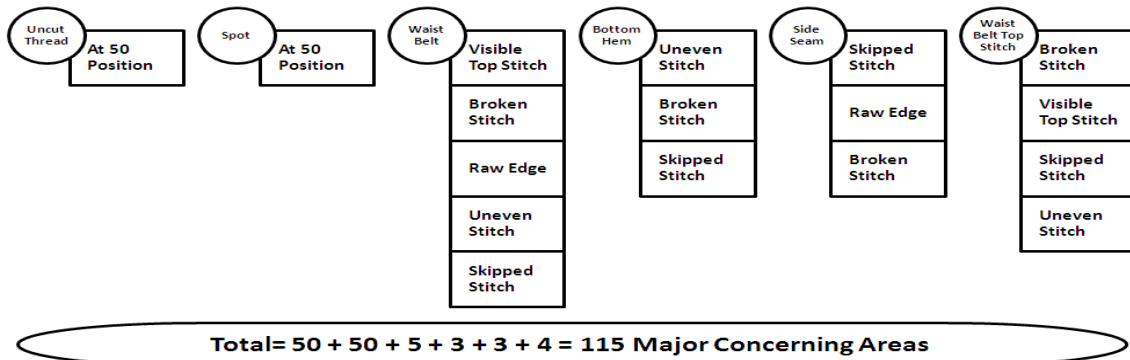 Uncut
Thread
At 50
Position
Spot
At 50
Position
Waist
Belt
Visible
Top Stitch
Broken
Stitch
Raw Edge
Uneven
Stitch
Skipped
Stitch
Bottom
Hem
Uneven
Stitch
Broken
Stitch
Skipped
Stitch
Side
Seam
Skipped
Stitch
Raw Edge
Broken
Stitch
Waist
Belt Top
Stitch
Broken
Stitch
Visible
Top Stitch
Skipped
Stitch
Uneven
Stitch
Total= 50 + 50 + 5 + 3 + 3 + 4 = 115 Major Concerning Areas